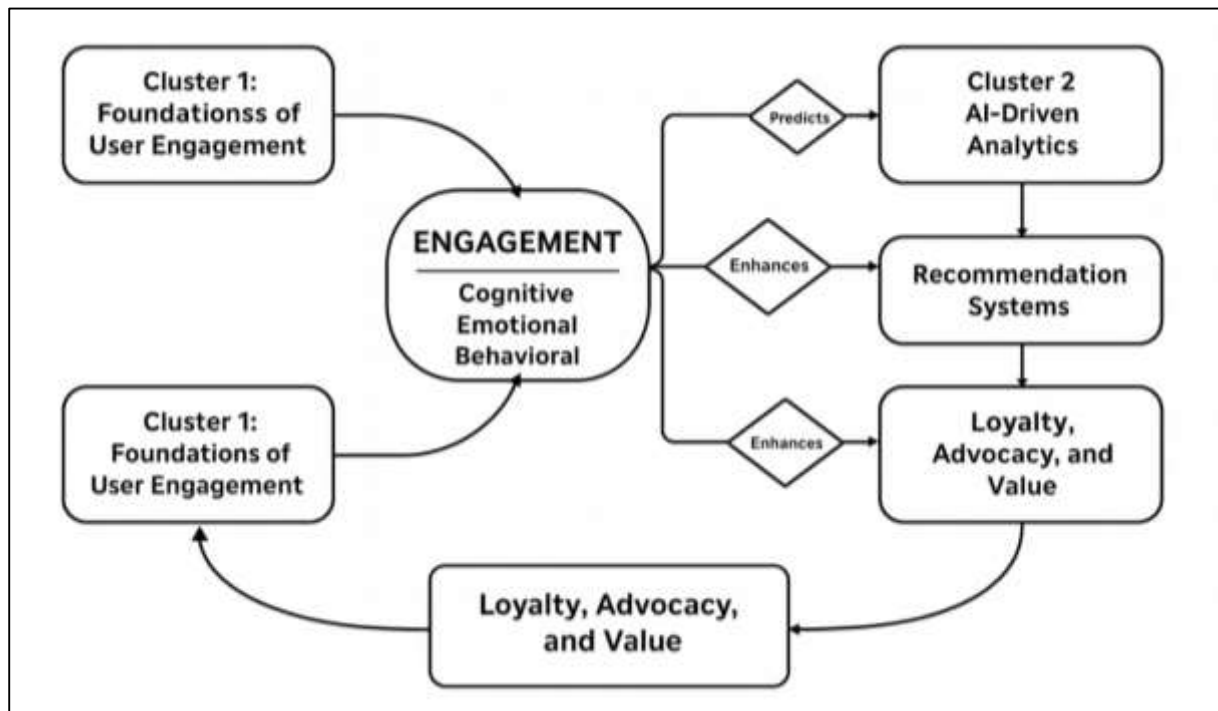 Cluster 1:
Foundationss of
User Engagement
ENGAGEMENT
Cognitive
Emotional
Behavioral
Cluster 1:
Foundations of
User Engagement
Predicts
Enhances
Enhances
Cluster 2
AI-Driven
Analytics
Recommendation
Systems
Loyalty,
Advocacy, and
Value
Loyalty, Advocacy,
and Value